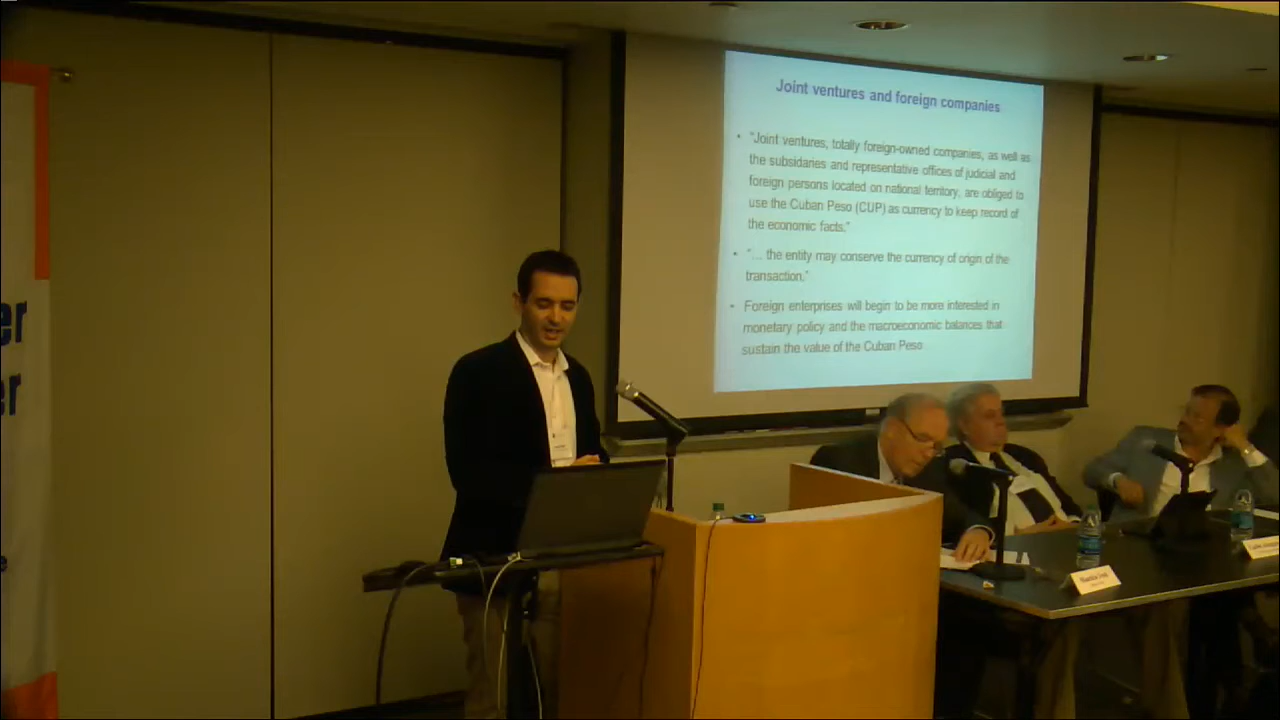 Joint ventures and foreign companies
• "Joint ventures, totally foreign-owned companies, as well as
the subsidiaries and representative offices of judicial and
foreign persons located on national territory, are obliged to
use the Cuban Peso (CUP) as currency to keep record of
the economic facts."
• "... the entity may conserve the currency of origin of the
transaction."
• Foreign enterprises will begin to be more interested in
monetary policy and the macroeconomic balances that
sustain the value of the Cuban Peso
er
r